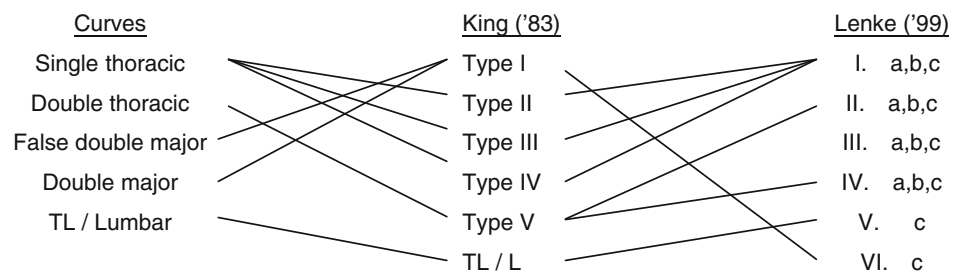 Curves King ('83) Lenke ('99)
Single thoracic Type I I. a,b,c
Double thoracic Type II II. a,b,c
False double major Type III III. a,b,c
Double major Type IV IV. a,b,c
TL / Lumbar Type V V. c
TL / L VI. c